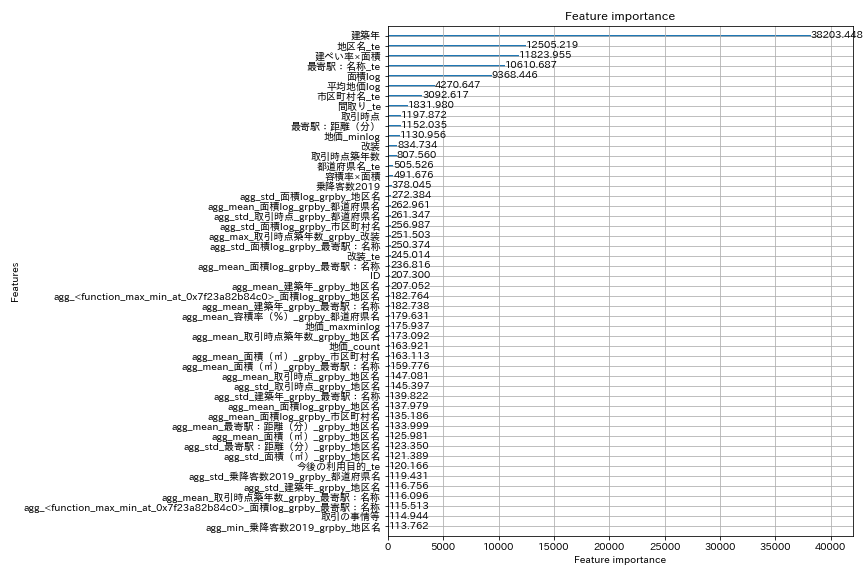 Feature importance
建築年 38203.448
地区名_te 12505.219
建ぺい率×面積 11823.955
最寄駅：名称_te 10610.687
面積log 9368.446
平均地価log 4270.647
市区町村名_te 3092.617
間取り_te 1831.980
取引時点 1197.872
最寄駅：距離（分） 1152.035
地価_minlog 1130.956
改装 834.734
取引時点築年数 807.560
都道府県名_te 505.526
容積率×面積 491.676
乗降客数2019 378.045
agg_std_面積log_grpby_地区名 272.384
agg_mean_面積log_grpby_都道府県名 262.961
agg_std_取引時点_grpby_都道府県名 261.347
agg_std_面積log_grpby_市区町村名 256.987
agg_max_取引時点築年数_grpby_改装 251.503
agg_std_面積log_grpby_最寄駅：名称 250.374
改装_te 245.014
agg_mean_面積log_grpby_最寄駅：名称 236.816
ID 207.300
agg_mean_建築年_grpby_地区名 207.052
agg_<function_max_min_at_0x7f23a82b84c0>_面積log_grpby_地区名 182.764
agg_mean_建築年_grpby_最寄駅：名称 182.738
agg_mean_容積率（％）_grpby_都道府県名 179.631
地価_maxminlog 175.937
agg_mean_取引時点築年数_grpby_地区名 173.092
地価_count 163.921
agg_mean_面積（㎡）_grpby_市区町村名 163.113
agg_mean_面積（㎡）_grpby_最寄駅：名称 159.776
agg_mean_取引時点_grpby_地区名 147.081
agg_std_取引時点_grpby_地区名 145.397
agg_std_建築年_grpby_最寄駅：名称 139.822
agg_mean_面積log_grpby_地区名 137.979
agg_mean_面積log_grpby_市区町村名 135.186
agg_mean_最寄駅：距離（分）_grpby_地区名 133.999
agg_mean_面積（㎡）_grpby_地区名 125.981
agg_std_最寄駅：距離（分）_grpby_地区名 123.350
agg_std_面積（㎡）_grpby_地区名 121.389
今後の利用目的_te 120.166
agg_std_乗降客数2019_grpby_都道府県名 119.431
agg_std_建築年_grpby_地区名 116.756
agg_mean_取引時点築年数_grpby_最寄駅：名称 116.096
agg_<function_max_min_at_0x7f23a82b84c0>_面積log_grpby_最寄駅：名称 115.513
取引の事情等 114.944
agg_min_乗降客数2019_grpby_地区名 113.762
Features
0 5000 10000 15000 20000 25000 30000 35000 40000
Feature importance